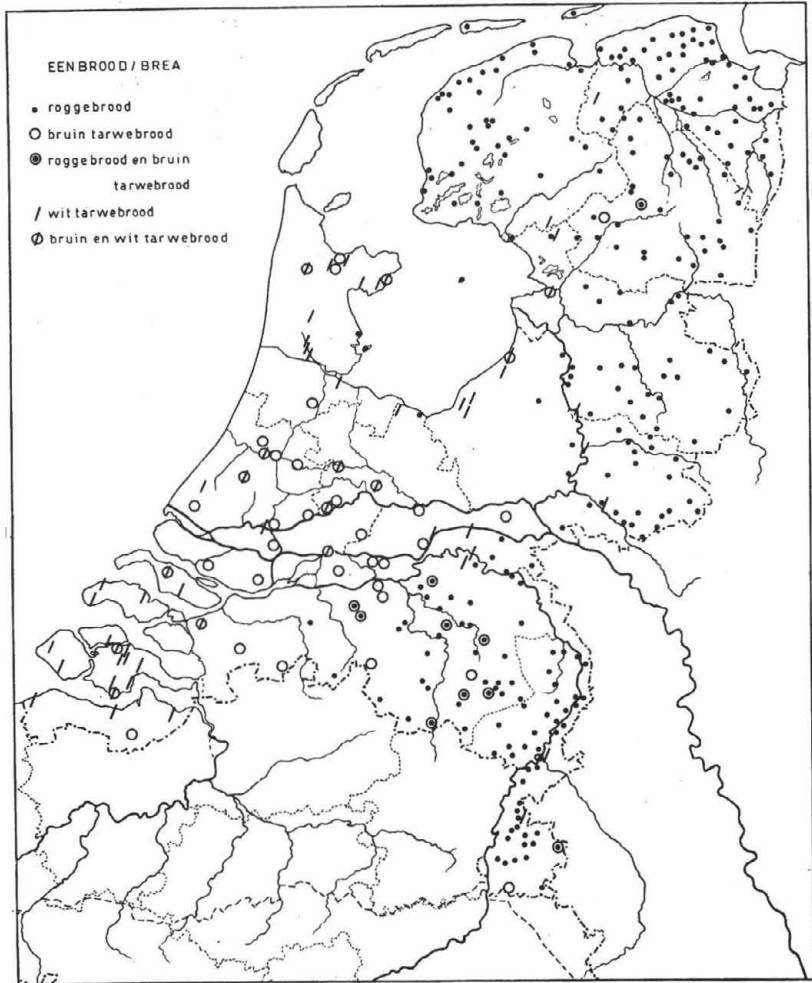 EEN BROOD / BREA
roggebrood
bruin tarwebrood
roggebrood en bruin
tarwebrood
wit tarwebrood
bruin en wit tarwebrood